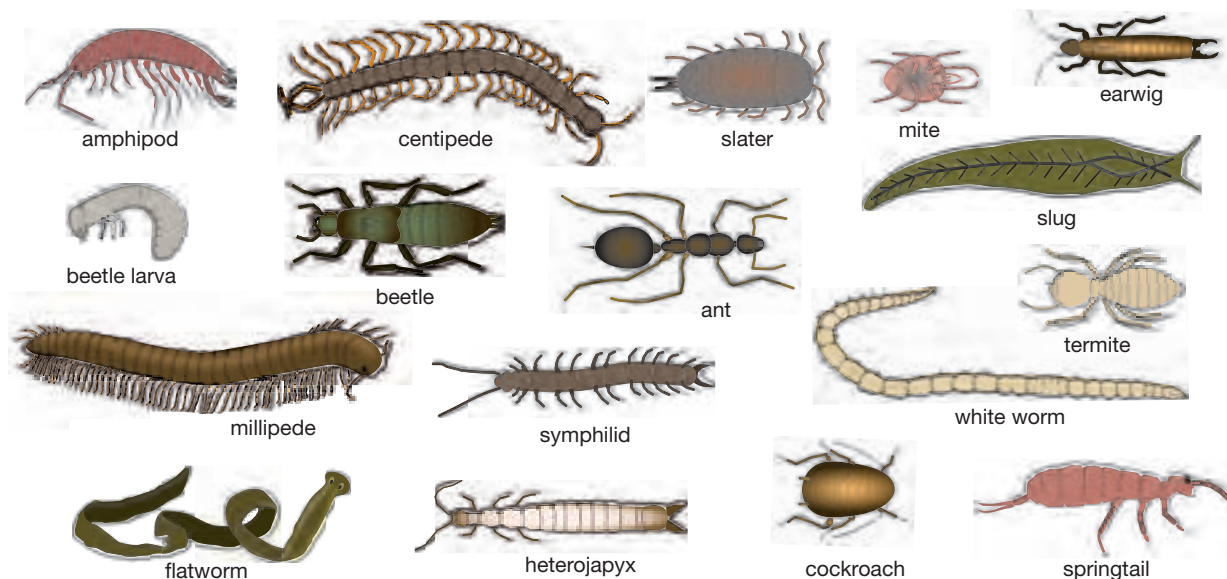 amphipod
centipede
slater
mite
earwig
beetle larva
beetle
ant
slug
termite
millipede
symphilid
white worm
flatworm
heterojapyx
cockroach
springtail